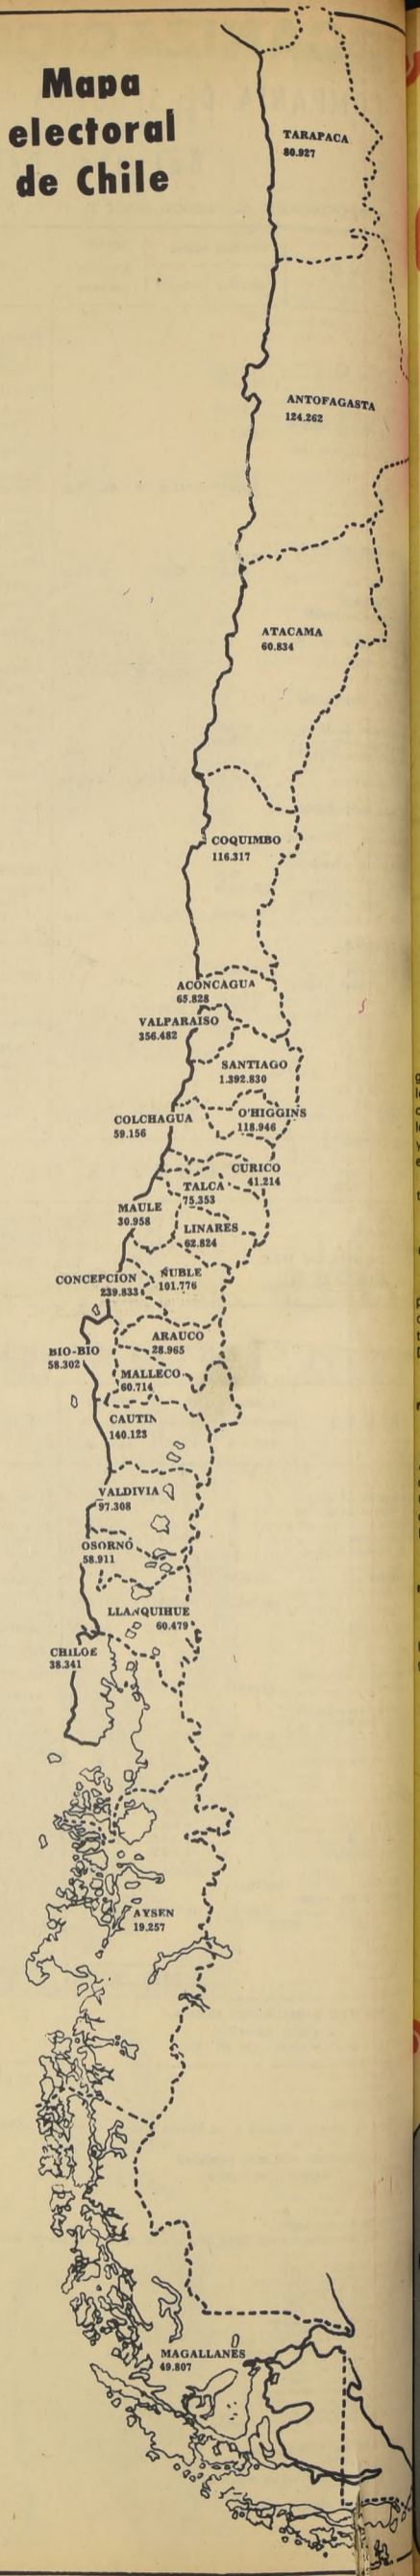 Mapa
electoral
de Chile
TARAPACA
80.927
ANTOFAGASTA
124.262
ATACAMA
60.834
COQUIMBO
116.317
ACONCAGUA
65.828
VALPARAISO
356.482
SANTIAGO
1.392.830
O'HIGGINS
118.946
COLCHAGUA
59.156
CURICO
41.214
TALCA
75.353
MAULE
30.958
LINARES
62.824
ÑUBLE
101.776
CONCEPCION
239.833
ARAUCO
28.965
BIO-BIO
58.302
MALLECO
60.714
CAUTIN
140.123
VALDIVIA
97.308
OSORNO
58.911
LLANQUIHUE
60.479
CHILOE
38.341
AYSEN
19.257
MAGALLANES
49.807